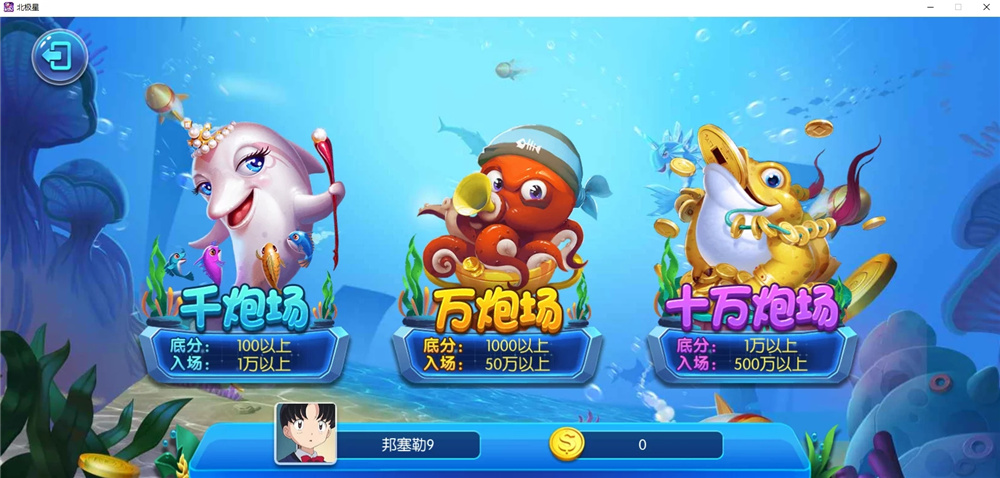 北极星
千炮场
底分： 100以上
入场： 1万以上
万炮场
底分： 1000以上
入场： 50万以上
十万炮场
底分： 1万以上
入场： 500万以上
邦塞勒9
0